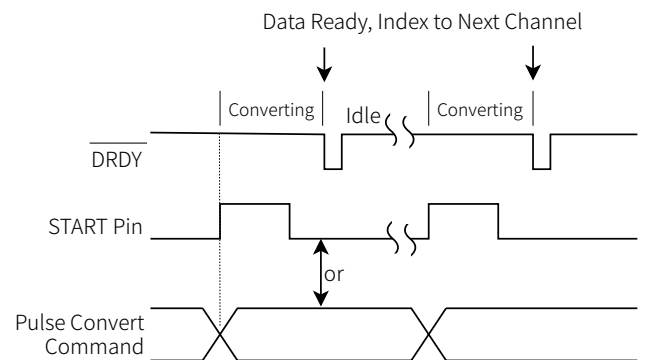 Data Ready, Index to Next Channel
Converting
Idle
Converting
DRDY
START Pin
or
Pulse Convert
Command